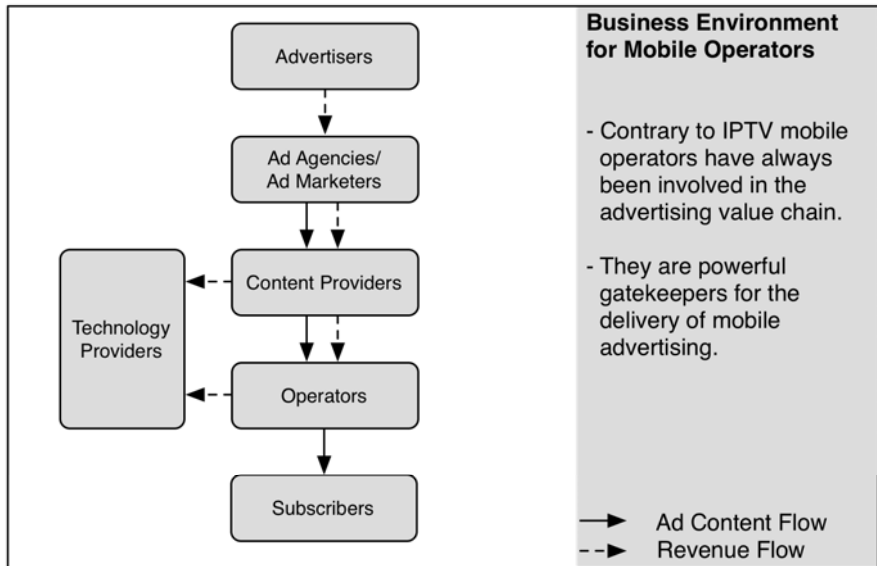 Advertisers
Ad Agencies/
Ad Marketers
Content Providers
Technology
Providers
Operators
Subscribers
Business Environment
for Mobile Operators
- Contrary to IPTV mobile
operators have always
been involved in the
advertising value chain.
- They are powerful
gatekeepers for the
delivery of mobile
advertising.
Ad Content Flow
Revenue Flow